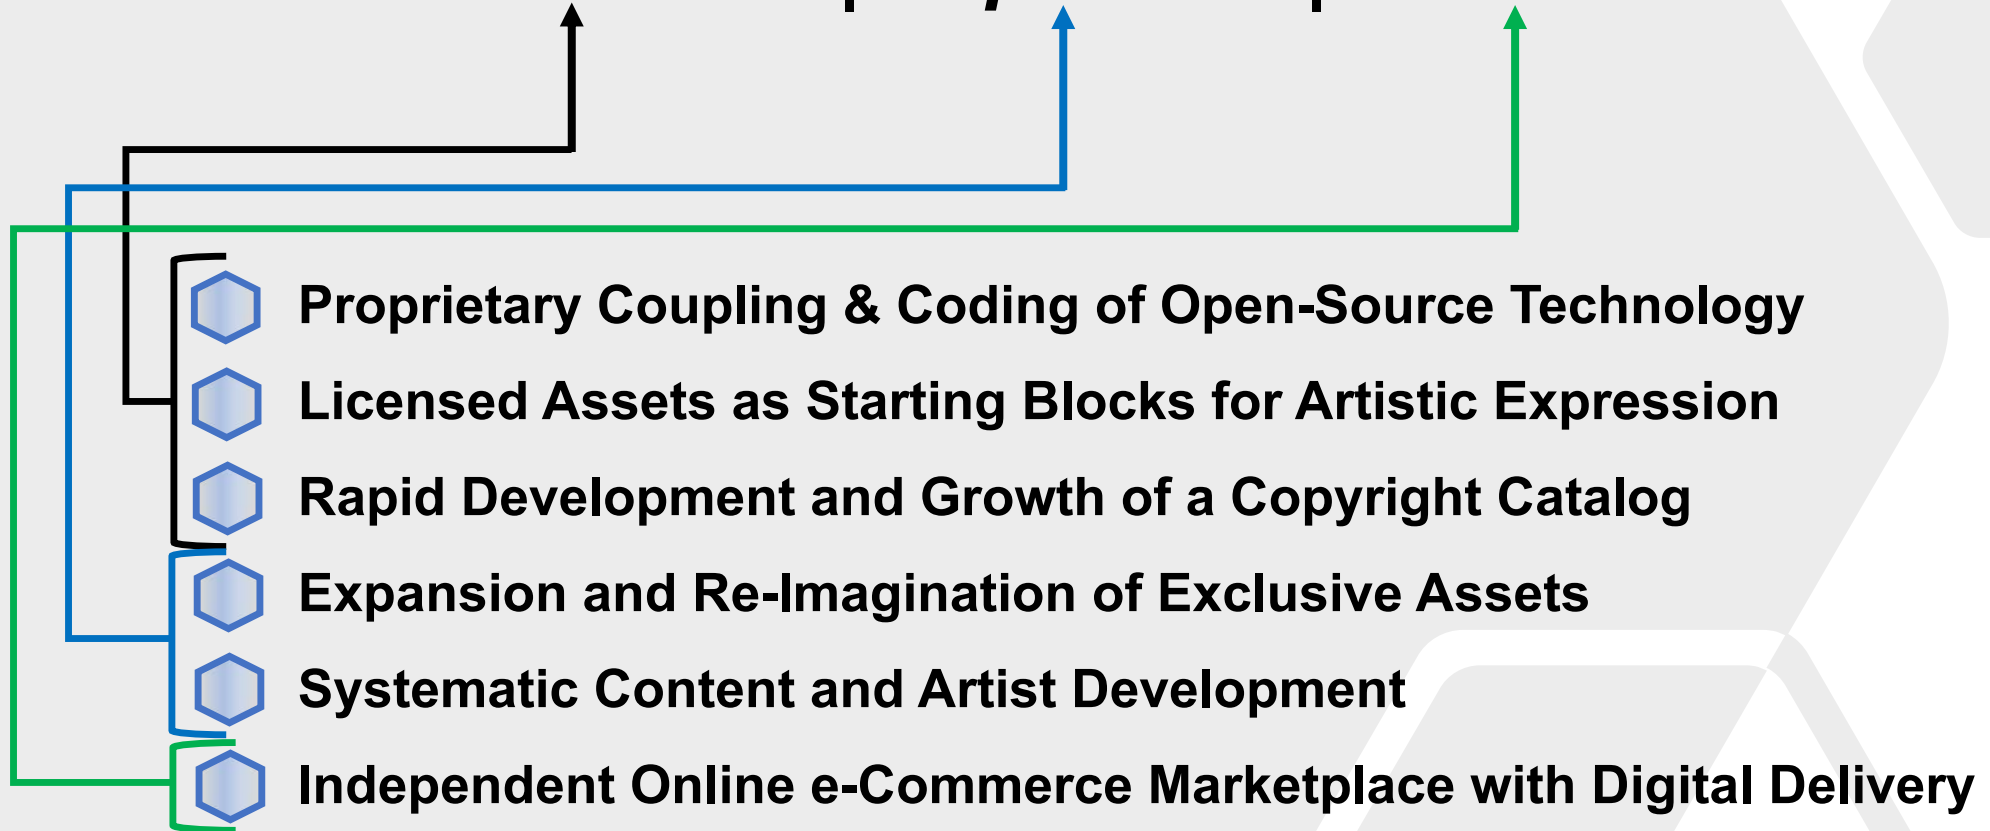 Proprietary Coupling & Coding of Open-Source Technology
Licensed Assets as Starting Blocks for Artistic Expression
Rapid Development and Growth of a Copyright Catalog
Expansion and Re-Imagination of Exclusive Assets
Systematic Content and Artist Development
Independent Online e-Commerce Marketplace with Digital Delivery